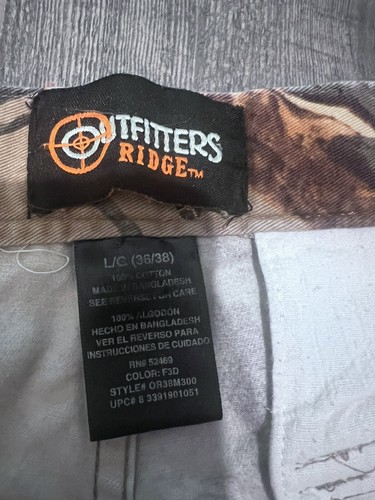 OUTFITTERS
RIDGE™
L/G (36/38)
100% COTTON
MADE IN BANGLADESH
SEE REVERSE FOR CARE
100% ALGODON
HECHO EN BANGLADESH
VER EL REVERSO PARA
INSTRUCCIONES DE CUIDADO
RN# 52469
COLOR: F3D
STYLE# OR38M300
UPC# 8 3391801051